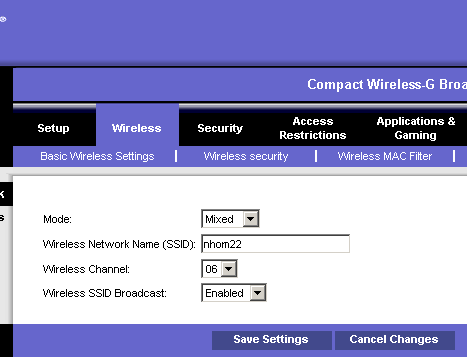 ®
Compact Wireless-G Broa
Setup Wireless Security Access Restrictions Applications & Gaming
Basic Wireless Settings Wireless security Wireless MAC Filter
k
s
Mode: Mixed
Wireless Network Name (SSID): nhom22
Wireless Channel: 06
Wireless SSID Broadcast: Enabled
Save Settings Cancel Changes